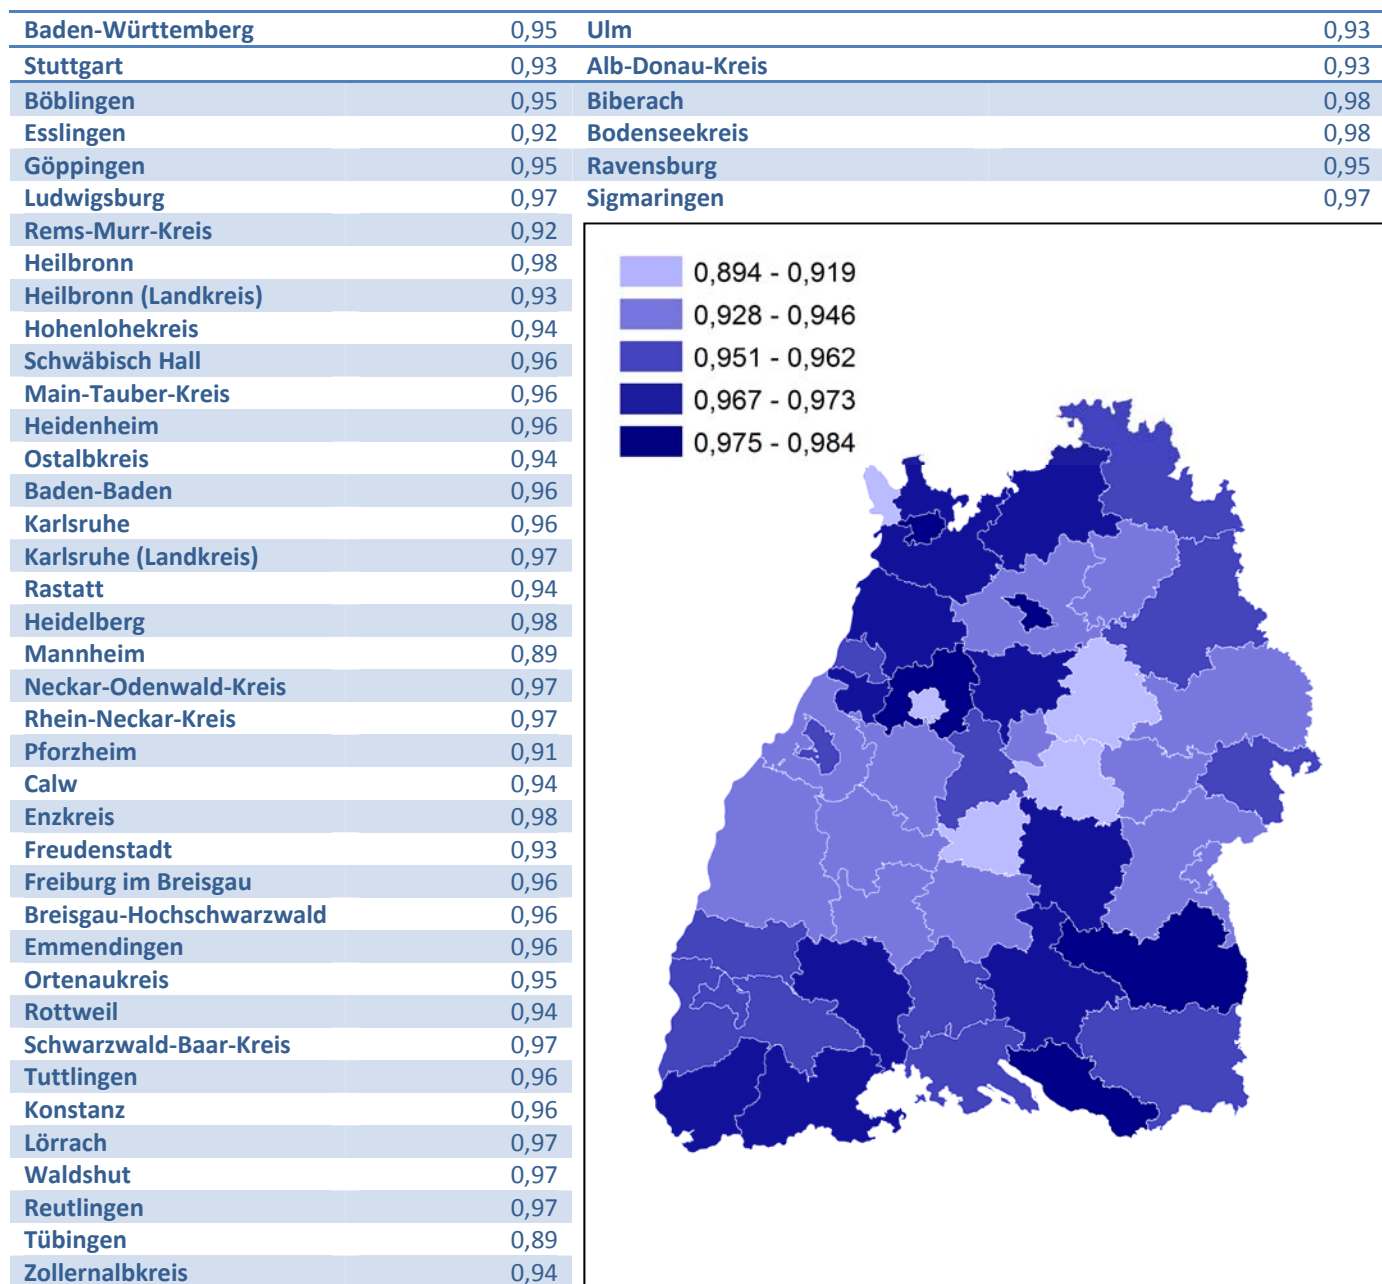 Baden-Württemberg 0,95
Stuttgart 0,93
Böblingen 0,95
Esslingen 0,92
Göppingen 0,95
Ludwigsburg 0,97
Rems-Murr-Kreis 0,92
Heilbronn 0,98
Heilbronn (Landkreis) 0,93
Hohenlohekreis 0,94
Schwäbisch Hall 0,96
Main-Tauber-Kreis 0,96
Heidenheim 0,96
Ostalbkreis 0,94
Baden-Baden 0,96
Karlsruhe 0,96
Karlsruhe (Landkreis) 0,97
Rastatt 0,94
Heidelberg 0,98
Mannheim 0,89
Neckar-Odenwald-Kreis 0,97
Rhein-Neckar-Kreis 0,97
Pforzheim 0,91
Calw 0,94
Enzkreis 0,98
Freudenstadt 0,93
Freiburg im Breisgau 0,96
Breisgau-Hochschwarzwald 0,96
Emmendingen 0,96
Ortenaukreis 0,95
Rottweil 0,94
Schwarzwald-Baar-Kreis 0,97
Tuttlingen 0,96
Konstanz 0,96
Lörrach 0,97
Waldshut 0,97
Reutlingen 0,97
Tübingen 0,89
Zollernalbkreis 0,94
Ulm 0,93
Alb-Donau-Kreis 0,93
Biberach 0,98
Bodenseekreis 0,98
Ravensburg 0,95
Sigmaringen 0,97
0,894 - 0,919
0,928 - 0,946
0,951 - 0,962
0,967 - 0,973
0,975 - 0,984